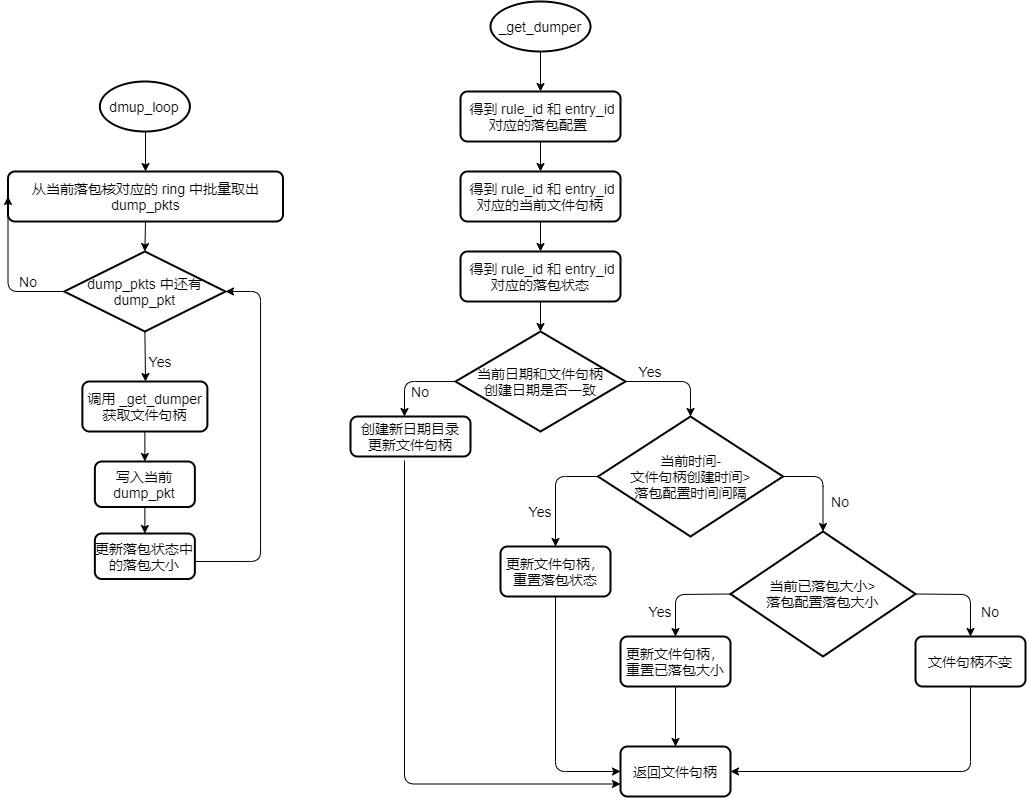 dmup_loop
从当前落包核对应的 ring 中批量取出
dump_pkts
dump_pkts 中还有
dump_pkt
No
Yes
调用 _get_dumper
获取文件句柄
写入当前
dump_pkt
更新落包状态中
的落包大小
_get_dumper
得到 rule_id 和 entry_id
对应的落包配置
得到 rule_id 和 entry_id
对应的当前文件句柄
得到 rule_id 和 entry_id
对应的落包状态
当前日期和文件句柄
创建日期是否一致
No
Yes
创建新日期目录
更新文件句柄
当前时间-
文件句柄创建时间>
落包配置时间间隔
Yes
No
更新文件句柄,
重置落包状态
当前已落包大小>
落包配置落包大小
Yes
No
更新文件句柄,
重置已落包大小
文件句柄不变
返回文件句柄